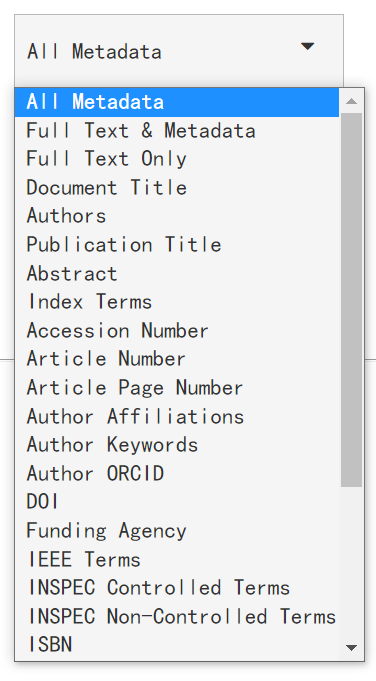 All Metadata
All Metadata
Full Text & Metadata
Full Text Only
Document Title
Authors
Publication Title
Abstract
Index Terms
Accession Number
Article Number
Article Page Number
Author Affiliations
Author Keywords
Author ORCID
DOI
Funding Agency
IEEE Terms
INSPEC Controlled Terms
INSPEC Non-Controlled Terms
ISBN